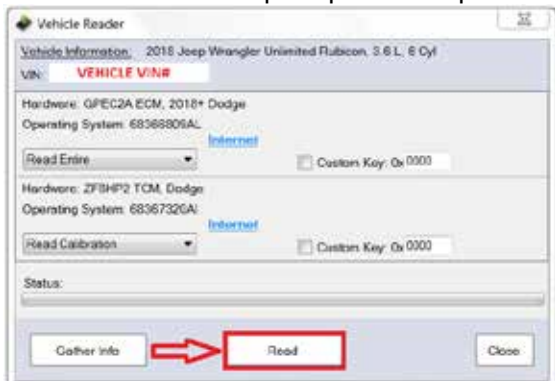 Vehicle Reader
Vehicle Information: 2018 Jeep Wrangler Unlimited Rubicon, 3.6 L, 6 Cyl
VIN: VEHICLE VIN#
Hardware: GPEC2A ECM, 2018+ Dodge
Operating System: 68366809AL
Internet
Read Entire
Custom Key: 0x 0000
Hardware: ZF8HP2 TCM, Dodge
Operating System: 68367320AI
Internet
Read Calibration
Custom Key: 0x 0000
Status:
Gather Info Read Close